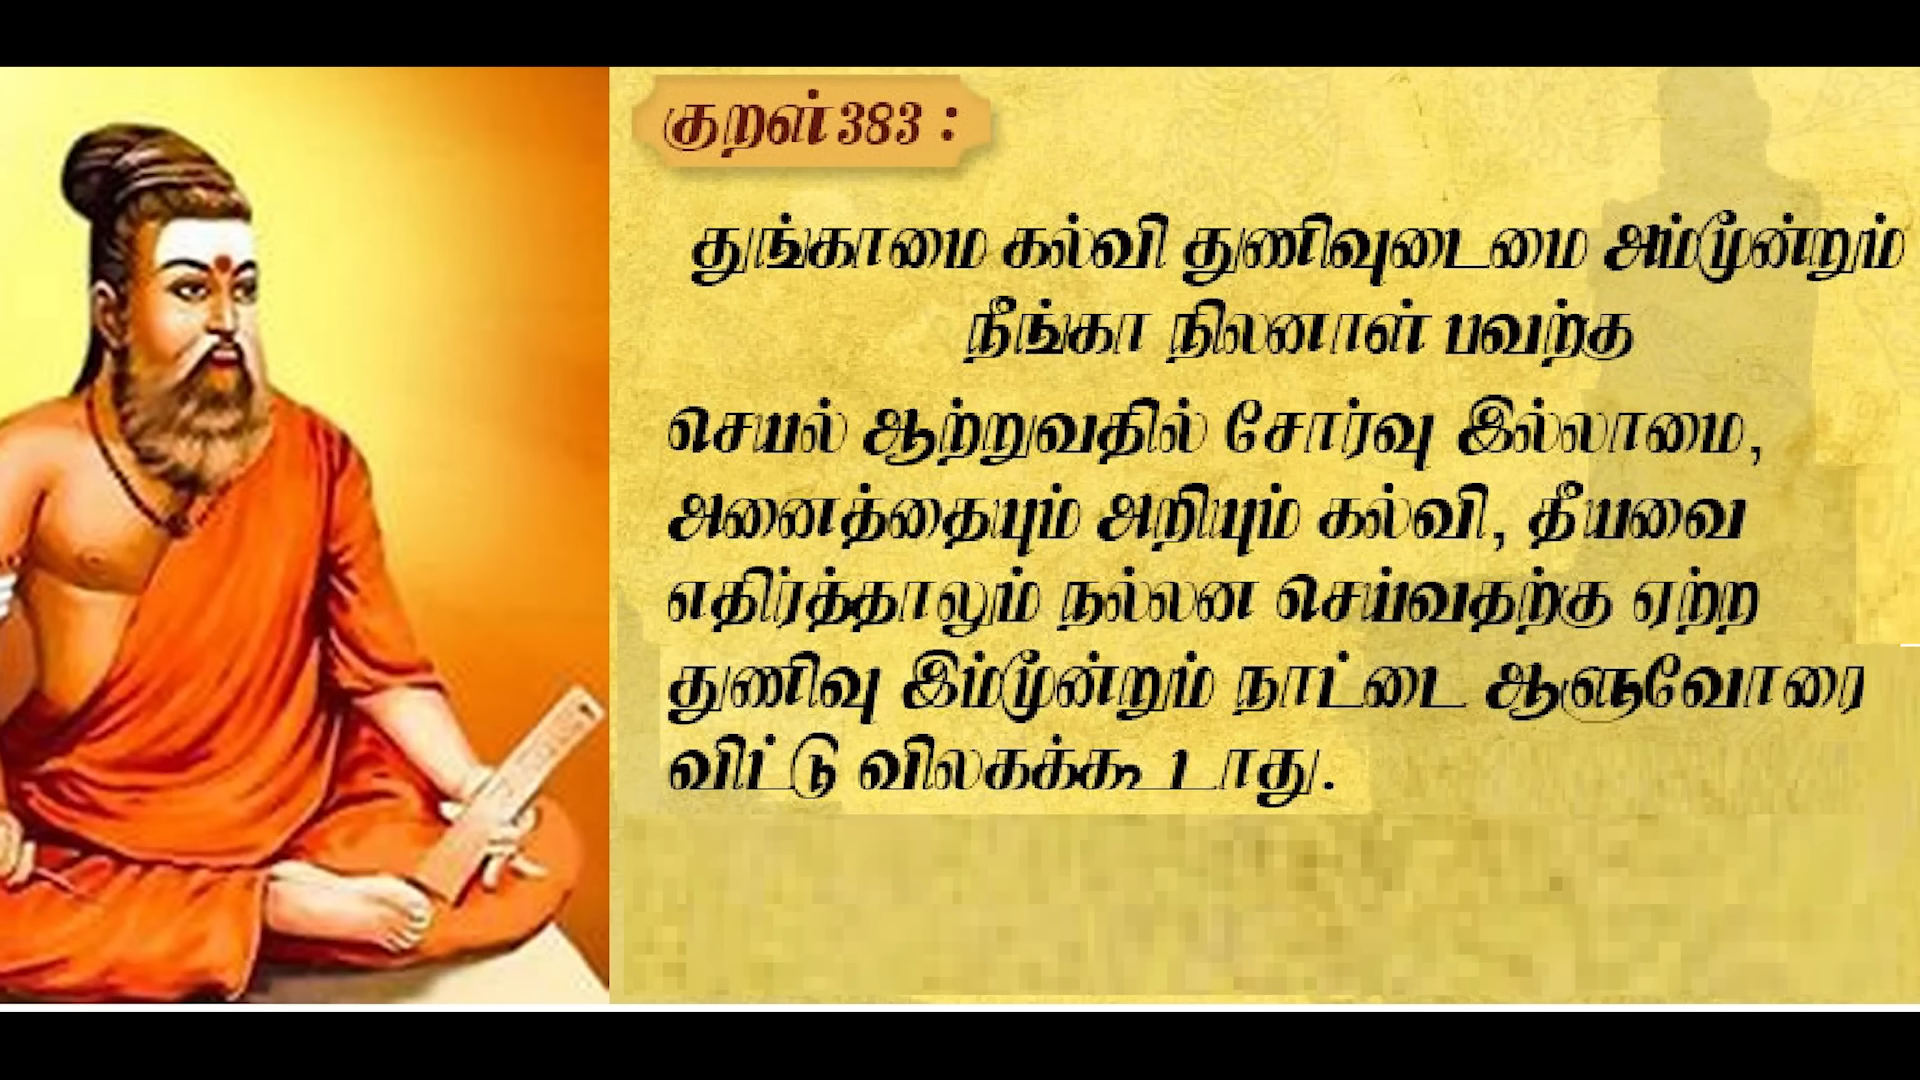 குறள் 383 :
துங்காமை கல்வி துணிவுடைமை அம்மூன்றும்
நீங்கா நிலனாள் பவற்கு
செயல் ஆற்றுவதில் சோர்வு இல்லாமை,
அனைத்தையும் அறியும் கல்வி, தீயவை
எதிர்த்தாலும் நல்லன செய்வதற்கு ஏற்ற
துணிவு இம்மூன்றும் நாட்டை ஆளுவோரை
விட்டு விலகக்கூடாது.